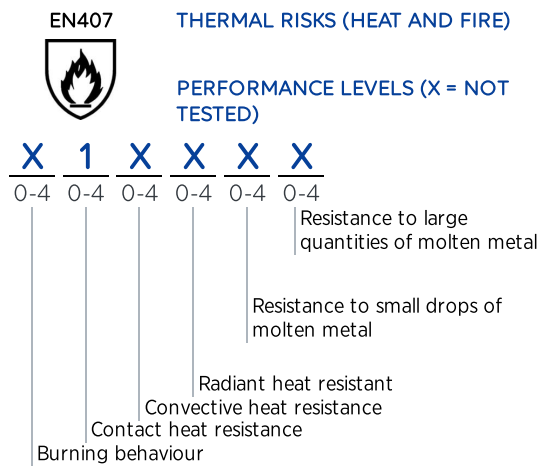 EN407
THERMAL RISKS (HEAT AND FIRE)
PERFORMANCE LEVELS (X = NOT
TESTED)
X 1 X X X X
0-4 0-4 0-4 0-4 0-4 0-4
Resistance to large
quantities of molten metal
Resistance to small drops of
molten metal
Radiant heat resistant
Convective heat resistance
Contact heat resistance
Burning behaviour